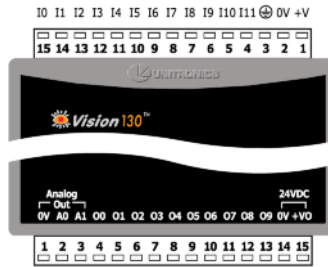 I0 I1 I2 I3 I4 I5 I6 I7 I8 I9 I10 I11 0V +V
15 14 13 12 11 10 9 8 7 6 5 4 3 2 1
UNITRONICS
Vision130™
Analog 24VDC
Out
0V A0 A1 O0 O1 O2 O3 O4 O5 O6 O7 O8 O9 0V +VO
1 2 3 4 5 6 7 8 9 10 11 12 13 14 15